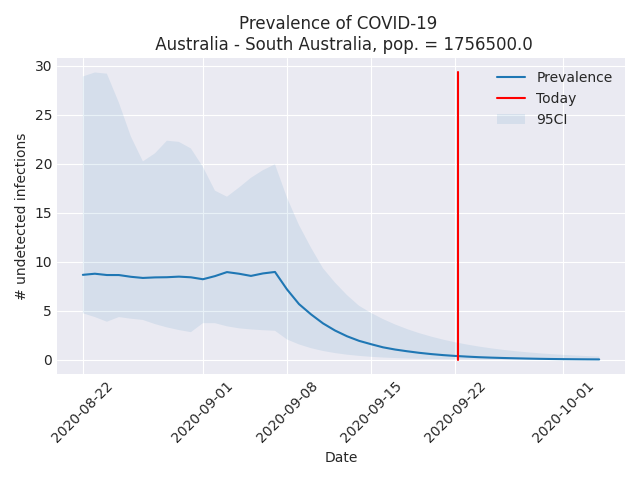 Prevalence of COVID-19
Australia - South Australia, pop. = 1756500.0
30
25
20
15
10
5
0
# undetected infections
Prevalence
Today
95CI
2020-08-22
2020-09-01
2020-09-08
2020-09-15
2020-09-22
2020-10-01
Date